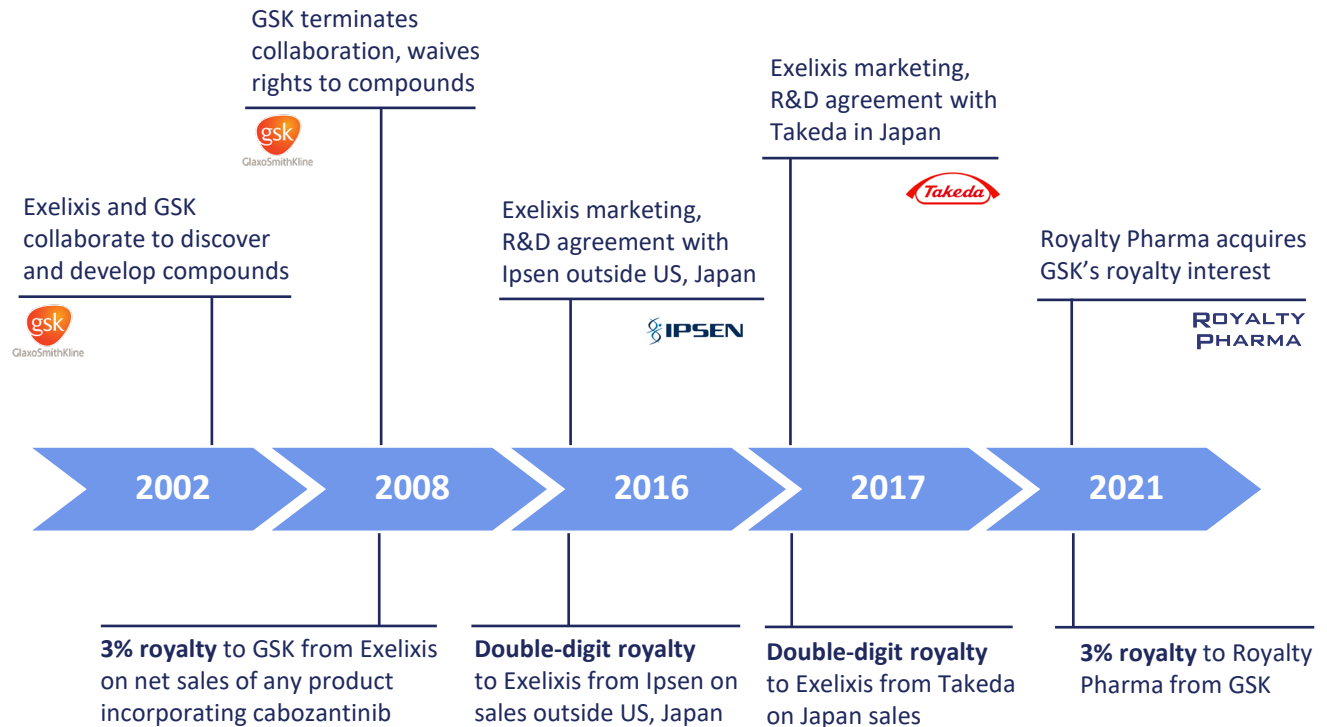 GSK terminates
collaboration, waives
rights to compounds
gsk
GlaxoSmithKline
Exelixis marketing,
R&D agreement with
Takeda in Japan
Takeda
Exelixis and GSK
collaborate to discover
and develop compounds
gsk
GlaxoSmithKline
Exelixis marketing,
R&D agreement with
Ipsen outside US, Japan
IPSEN
Royalty Pharma acquires
GSK’s royalty interest
ROYALTY
PHARMA
2002
2008
2016
2017
2021
3% royalty to GSK from Exelixis
on net sales of any product
incorporating cabozantinib
Double-digit royalty
to Exelixis from Ipsen on
sales outside US, Japan
Double-digit royalty
to Exelixis from Takeda
on Japan sales
3% royalty to Royalty
Pharma from GSK